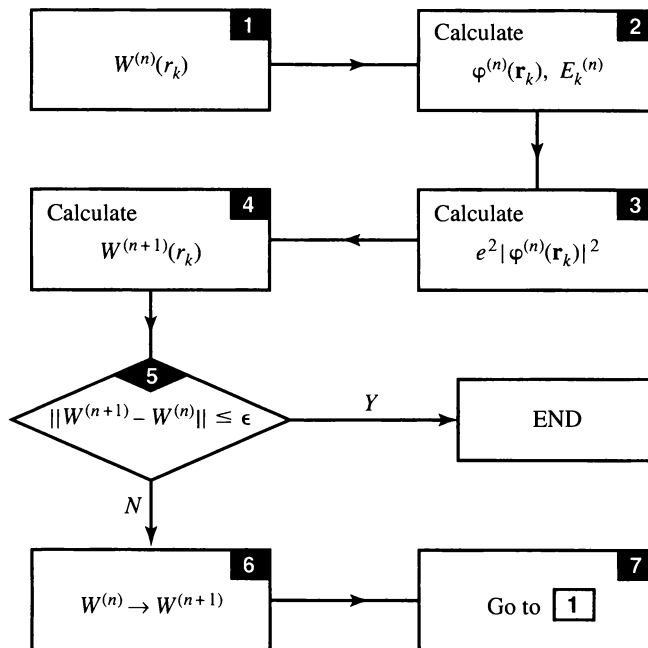 1
W^{(n)}(r_k)
2
Calculate
φ^{(n)}(𝐫_k), E_k^{(n)}
3
Calculate
e^2|φ^{(n)}(𝐫_k)|^2
4
Calculate
W^{(n+1)}(r_k)
5
||W^{(n+1)} – W^{(n)}|| ≤ ϵ
Y
END
N
6
W^{(n)} → W^{(n+1)}
7
Go to 1